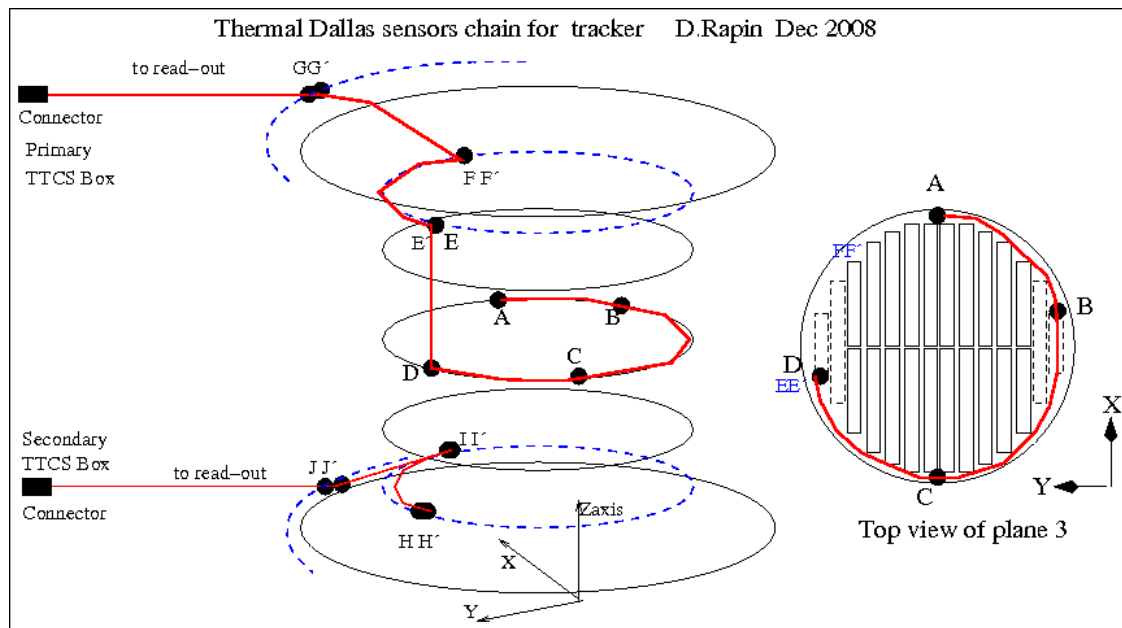 Thermal Dallas sensors chain for tracker D.Rapin Dec 2008
to read-out
GG´
Connector
Primary
TTCS Box
F F´
E´ E
A
B
C
D
Secondary
TTCS Box
I I´
J J´
to read-out
Connector
H H´
Zaxis
X
Y
A
FF´
B
D
EE´
C
X
Y
Top view of plane 3